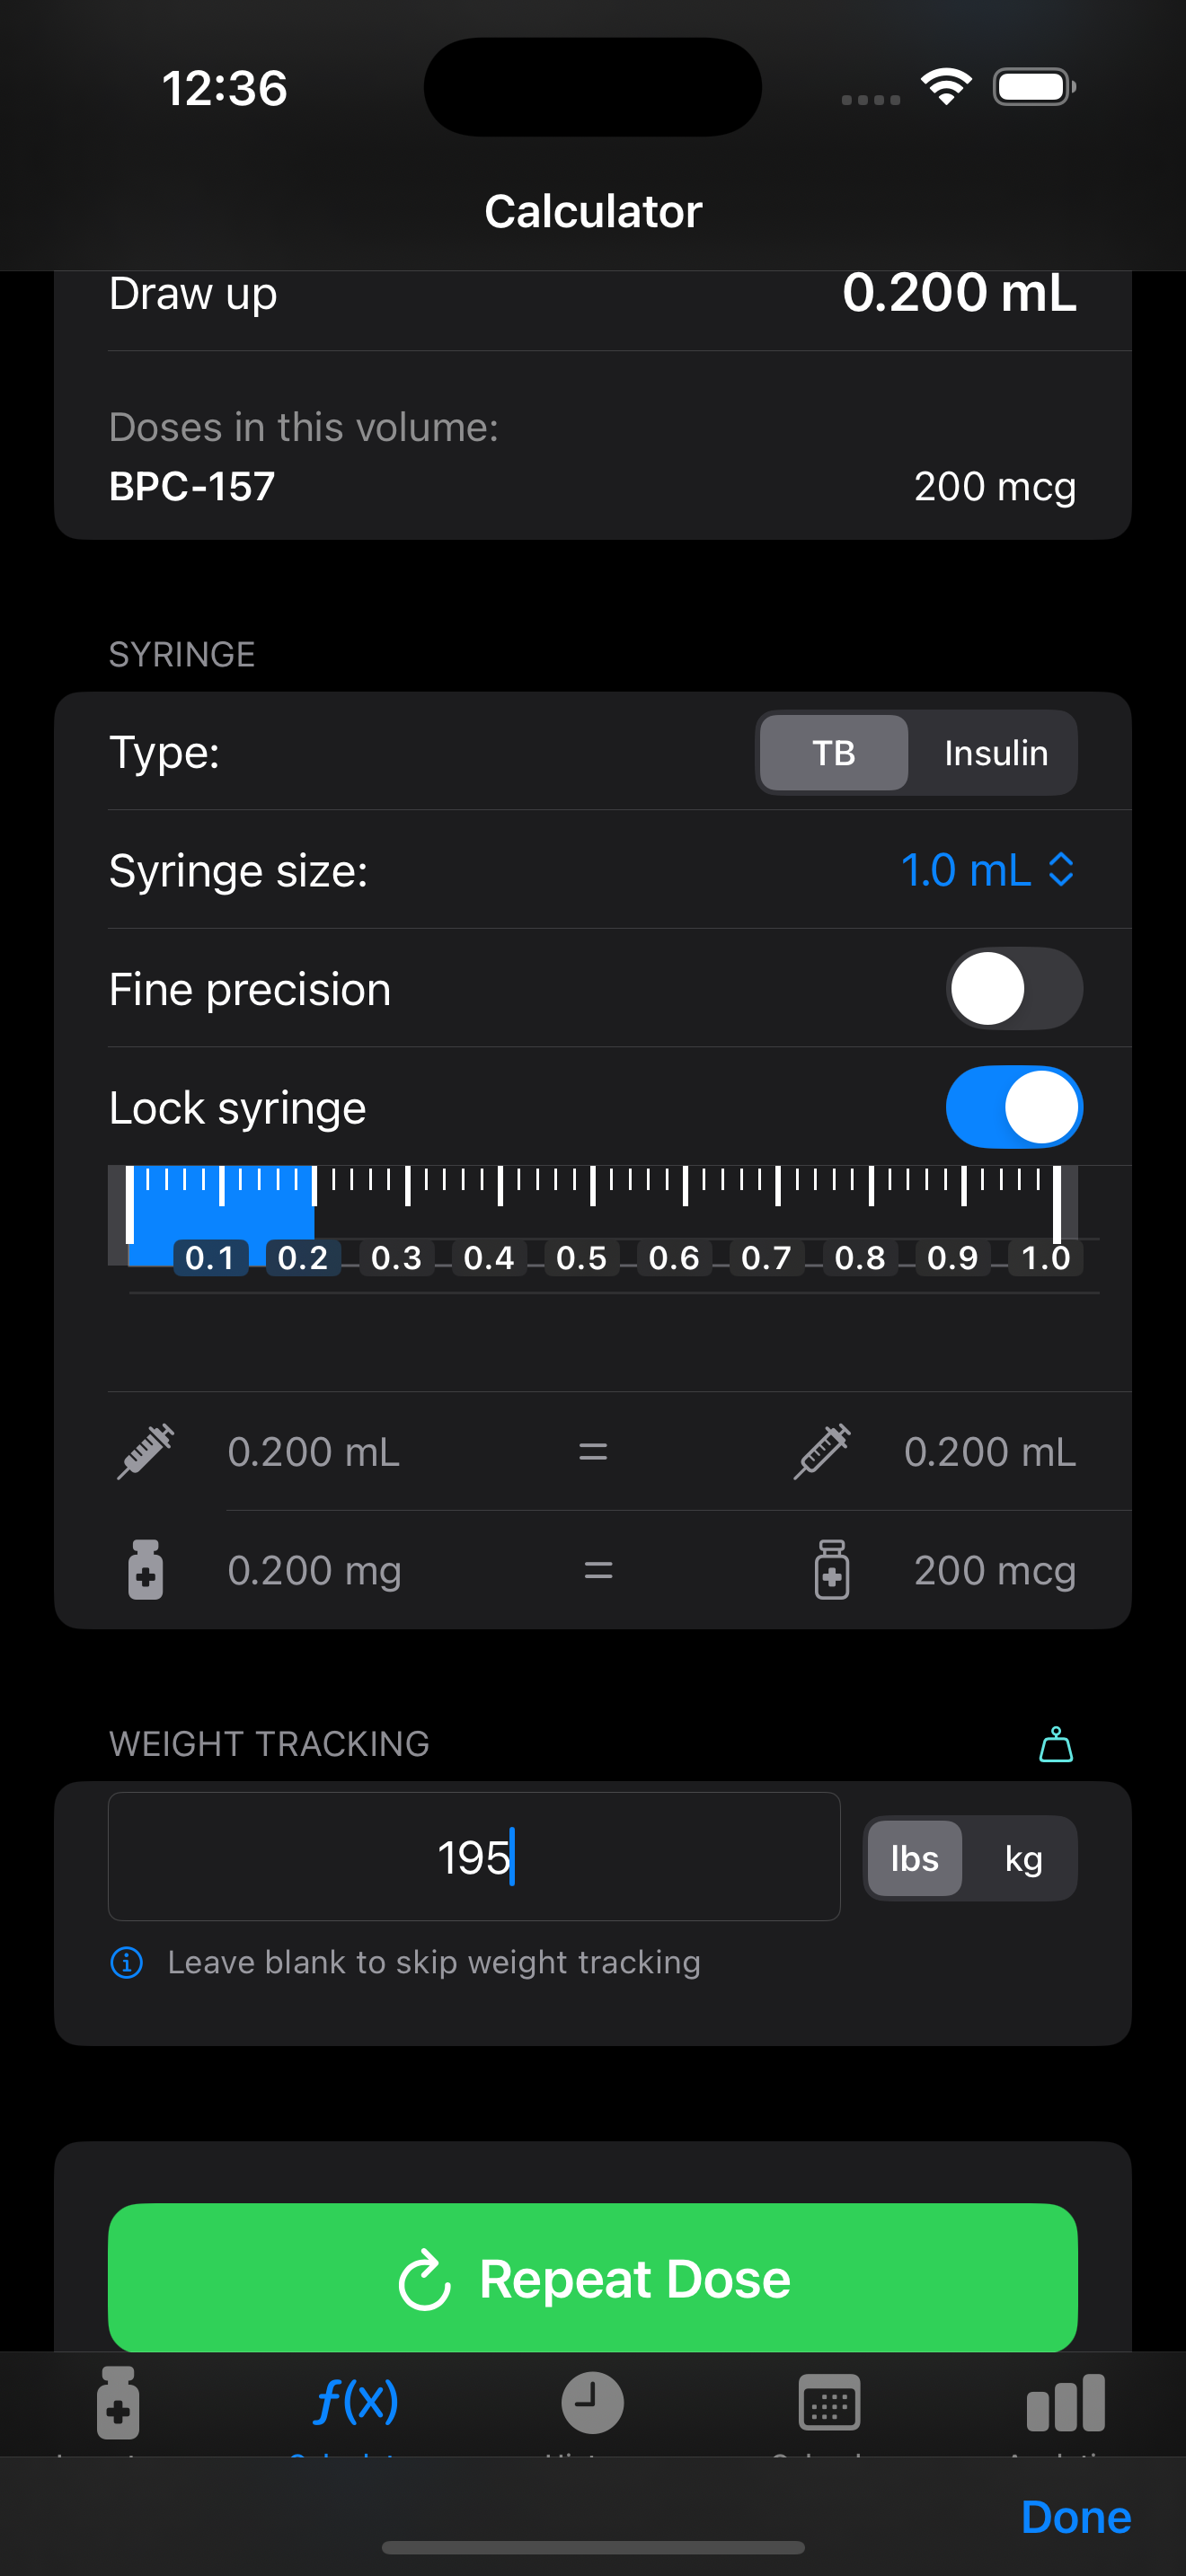 12:36
Calculator
Draw up 0.200 mL
Doses in this volume:
BPC-157 200 mcg
SYRINGE
Type: TB Insulin
Syringe size: 1.0 mL
Fine precision
Lock syringe
0.1 0.2 0.3 0.4 0.5 0.6 0.7 0.8 0.9 1.0
0.200 mL = 0.200 mL
0.200 mg = 200 mcg
WEIGHT TRACKING
195 lbs kg
Leave blank to skip weight tracking
Repeat Dose
f(x)
Done